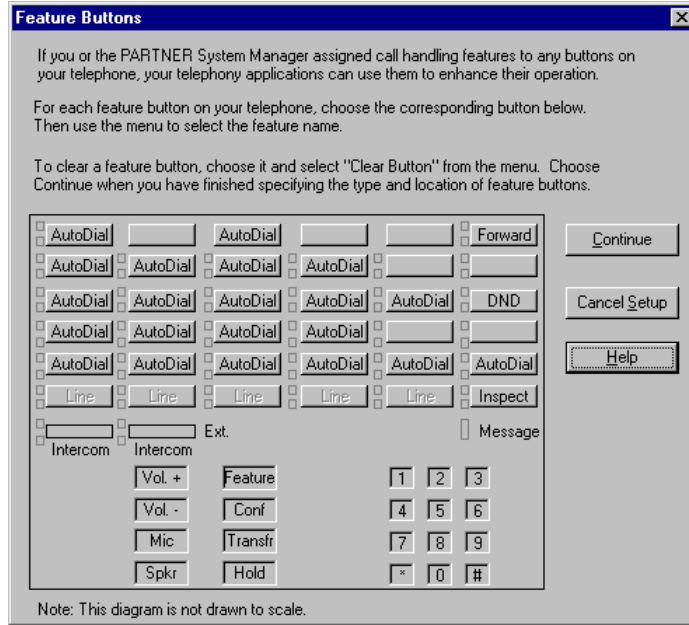 Feature Buttons
If you or the PARTNER System Manager assigned call handling features to any buttons on
your telephone, your telephony applications can use them to enhance their operation.
For each feature button on your telephone, choose the corresponding button below.
Then use the menu to select the feature name.
To clear a feature button, choose it and select "Clear Button" from the menu. Choose
Continue when you have finished specifying the type and location of feature buttons.
AutoDial AutoDial Forward
AutoDial AutoDial AutoDial AutoDial
AutoDial AutoDial AutoDial AutoDial AutoDial DND
AutoDial AutoDial AutoDial AutoDial
AutoDial AutoDial AutoDial AutoDial AutoDial AutoDial
Line Line Line Line Line Inspect
Ext. Message
Intercom Intercom
Vol. + Feature 1 2 3
Vol. - Conf 4 5 6
Mic Transfr 7 8 9
Spkr Hold * 0 #
Continue
Cancel Setup
Help
Note: This diagram is not drawn to scale.